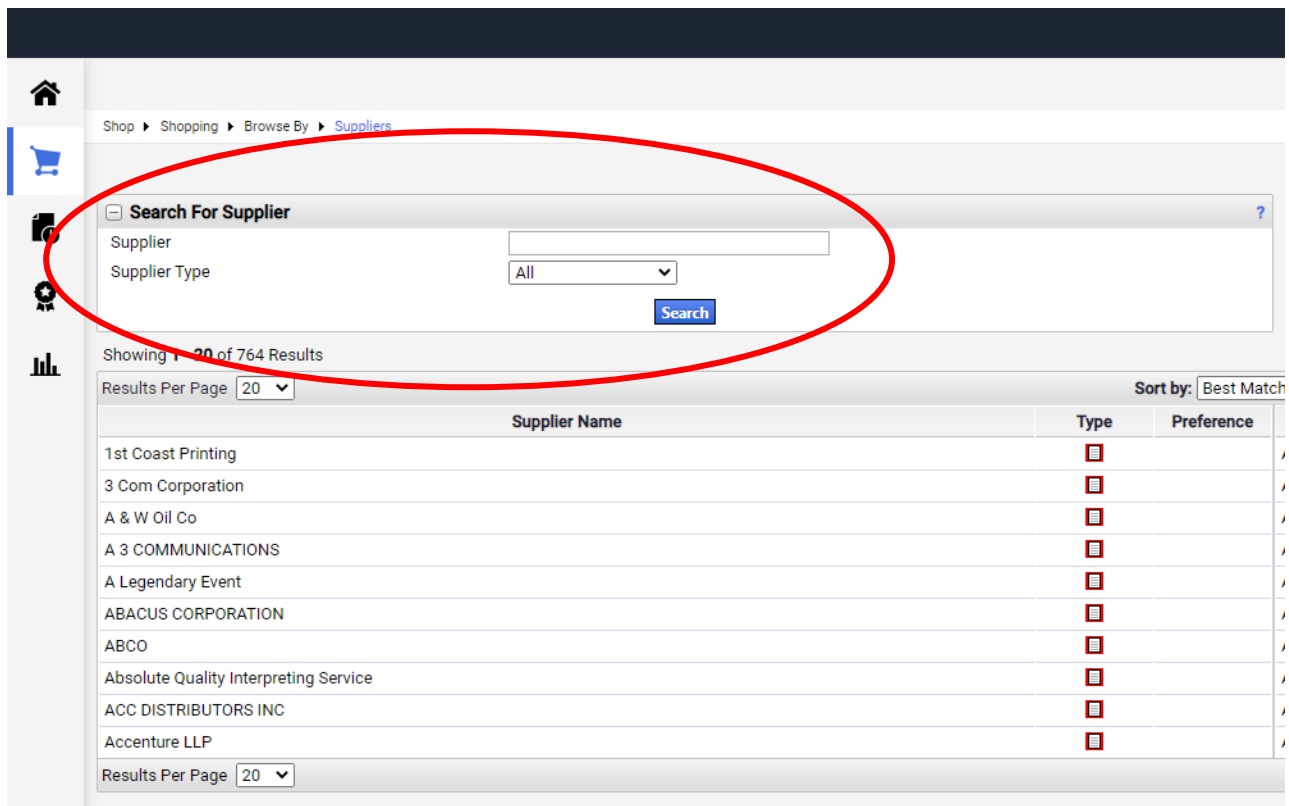 Shop Shopping Browse By Suppliers
Search For Supplier ?
Supplier
Supplier Type All
Search
Showing 1 - 20 of 764 Results
Results Per Page 20 Sort by: Best Match
Supplier Name Type Preference
1st Coast Printing
3 Com Corporation
A & W Oil Co
A 3 COMMUNICATIONS
A Legendary Event
ABACUS CORPORATION
ABCO
Absolute Quality Interpreting Service
ACC DISTRIBUTORS INC
Accenture LLP
Results Per Page 20